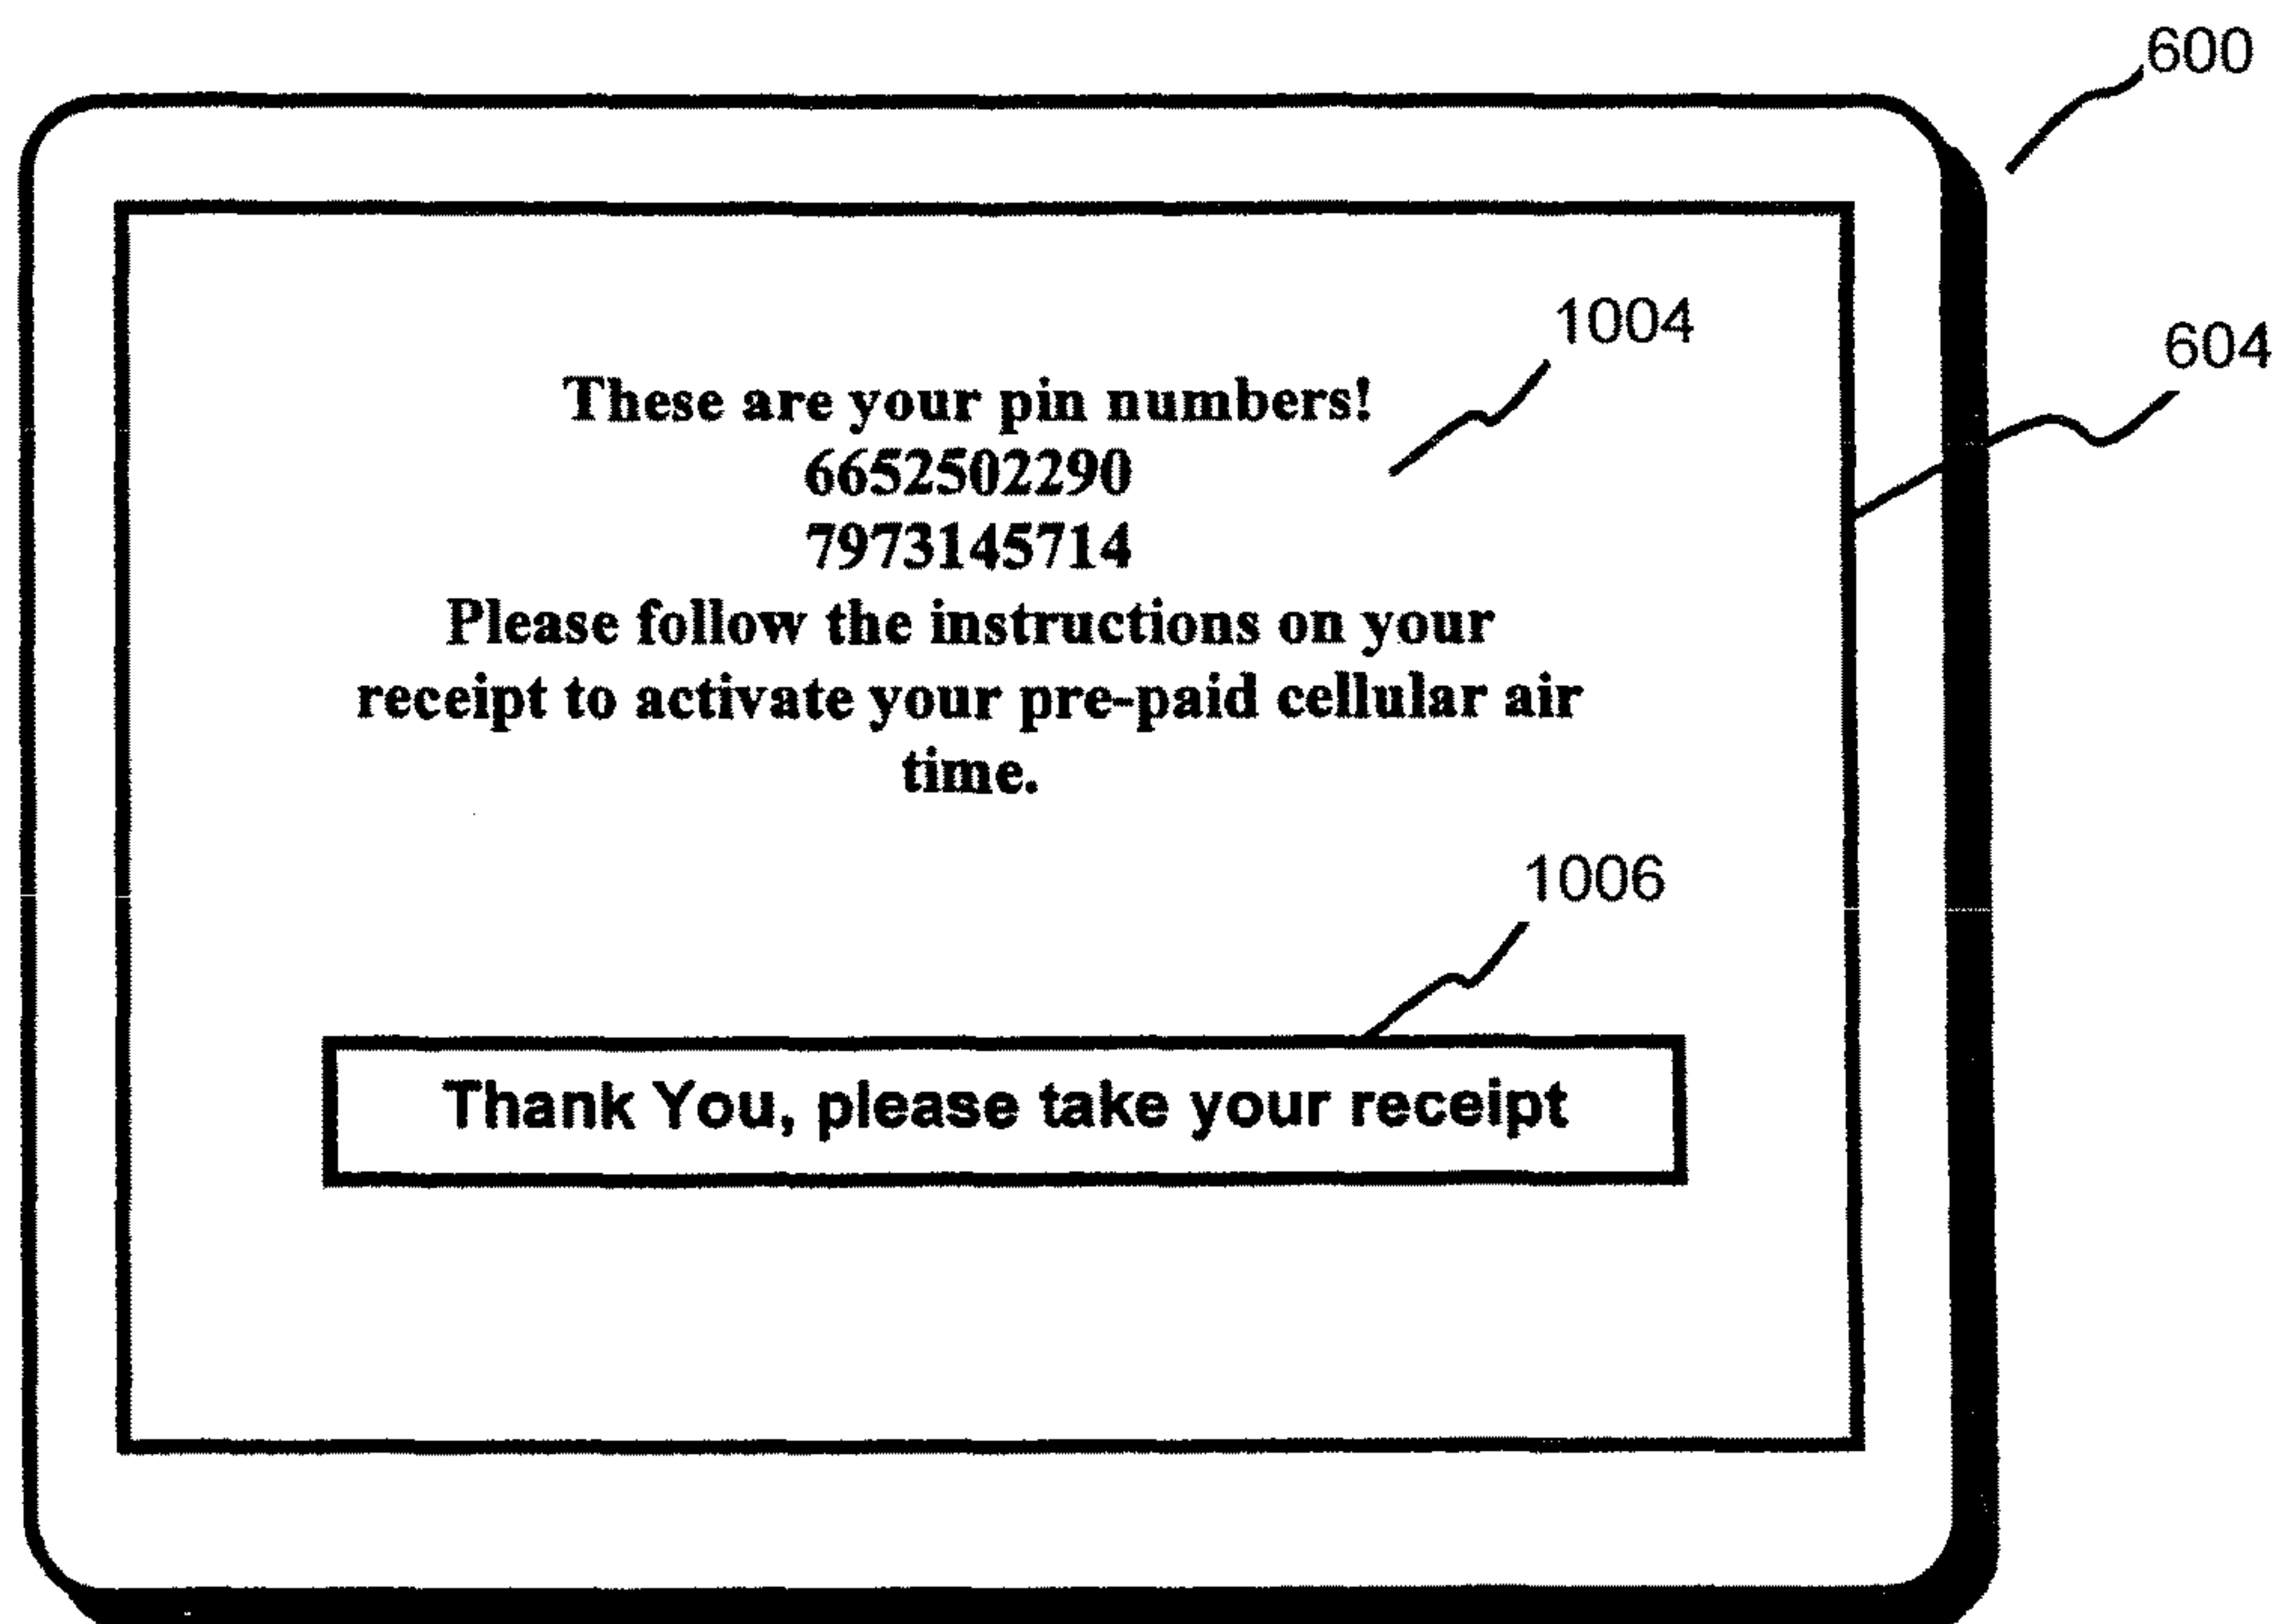 600
1004
604
These are your pin numbers!
6652502290
7973145714
Please follow the instructions on your
receipt to activate your pre-paid cellular air
time.
1006
Thank You, please take your receipt